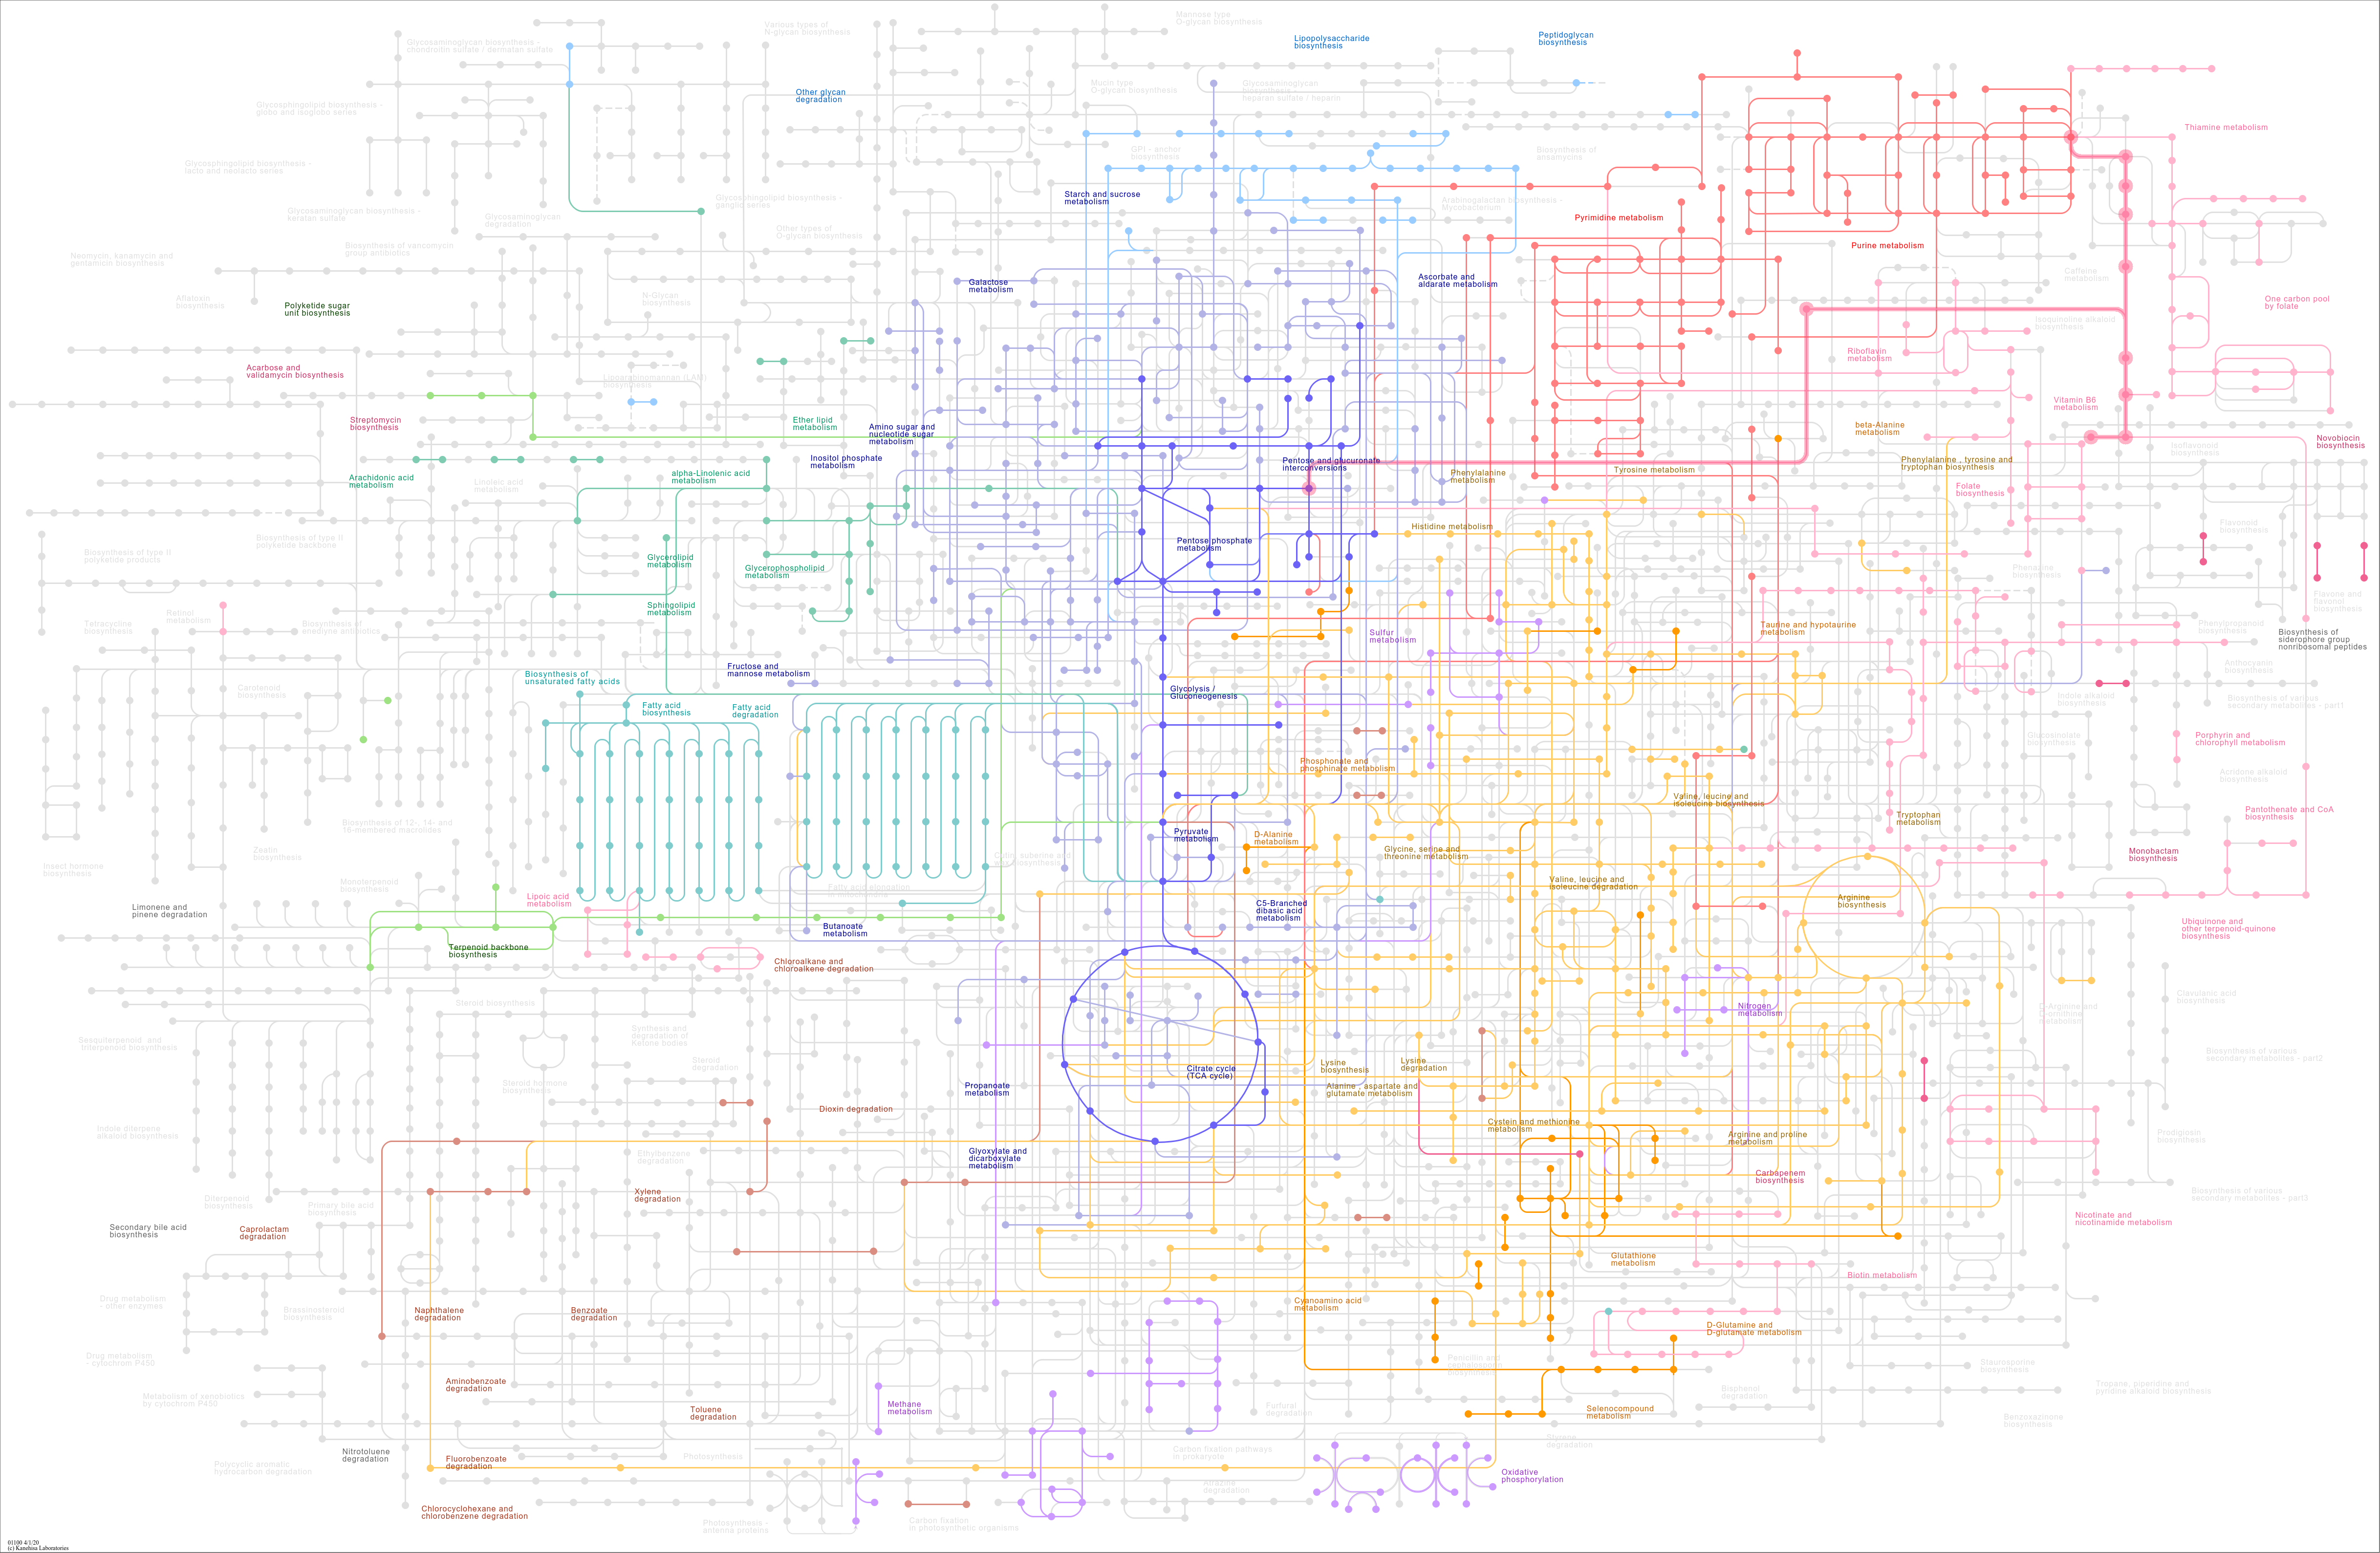 Mannose type
O-glycan biosynthesis
Various types of
N-glycan biosynthesis
Glycosaminoglycan biosynthesis -
chondroitin sulfate / dermatan sulfate
Lipopolysaccharide
biosynthesis
Peptidoglycan
biosynthesis
Mucin type
O-glycan biosynthesis
Glycosaminoglycan
biosynthesis -
heparan sulfate / heparin
Other glycan
degradation
Glycosphingolipid biosynthesis -
globo and isoglobo series
Thiamine metabolism
GPI - anchor
biosynthesis
Biosynthesis of
ansamycins
Glycosphingolipid biosynthesis -
lacto and neolacto series
Starch and sucrose
metabolism
Glycosphingolipid biosynthesis -
ganglio series
Arabinogalactan biosynthesis -
Mycobacterium
Glycosaminoglycan biosynthesis -
keratan sulfate
Glycosaminoglycan
degradation
Pyrimidine metabolism
Other types of
O-glycan biosynthesis
Purine metabolism
Biosynthesis of vancomycin
group antibiotics
Neomycin, kanamycin and
gentamicin biosynthesis
Caffeine
metabolism
Galactose
metabolism
Ascorbate and
aldarate metabolism
Aflatoxin
biosynthesis
Polyketide sugar
unit biosynthesis
N-Glycan
biosynthesis
One carbon pool
by folate
Isoquinoline alkaloid
biosynthesis
Riboflavin
metabolism
Acarbose and
validamycin biosynthesis
Lipoarabinomannan (LAM)
biosynthesis
Vitamin B6
metabolism
Streptomycin
biosynthesis
Ether lipid
metabolism
Amino sugar and
nucleotide sugar
metabolism
beta-Alanine
metabolism
Novobiocin
biosynthesis
Isoflavonoid
biosynthesis
Inositol phosphate
metabolism
Pentose and glucuronate
interconversions
Phenylalanine , tyrosine and
tryptophan biosynthesis
Tyrosine metabolism
Phenylalanine
metabolism
Arachidonic acid
metabolism
alpha-Linolenic acid
metabolism
Linoleic acid
metabolism
Folate
biosynthesis
Histidine metabolism
Flavonoid
biosynthesis
Biosynthesis of type II
polyketide backbone
Pentose phosphate
metabolism
Biosynthesis of type II
polyketide products
Glycerolipid
metabolism
Glycerophospholipid
metabolism
Phenazine
biosynthesis
Flavone and
flavonol
biosynthesis
Sphingolipid
metabolism
Retinol
metabolism
Tetracycline
biosynthesis
Biosynthesis of
enediyne antibiotics
Sulfur
metabolism
Taurine and hypotaurine
metabolism
Phenylpropanoid
biosynthesis
Biosynthesis of
siderophore group
nonribosomal peptides
Fructose and
mannose metabolism
Anthocyanin
biosynthesis
Biosynthesis of
unsaturated fatty acids
Carotenoid
biosynthesis
Glycolysis /
Gluconeogenesis
Indole alkaloid
biosynthesis
Biosynthesis of various
secondary metabolites - part1
Fatty acid
biosynthesis
Fatty acid
degradation
Glucosinolate
biosynthesis
Porphyrin and
chlorophyll metabolism
Phosphonate and
phosphinate metabolism
Acridone alkaloid
biosynthesis
Valine, leucine and
isoleucine biosynthesis
Pantothenate and CoA
biosynthesis
Tryptophan
metabolism
Biosynthesis of 12-, 14- and
16-membered macrolides
Pyruvate
metabolism
D-Alanine
metabolism
Zeatin
biosynthesis
Cutin, suberine and
wax biosynthesis
Glycine, serine and
threonine metabolism
Monobactam
biosynthesis
Insect hormone
biosynthesis
Monoterpenoid
biosynthesis
Fatty acid elongation
Valine, leucine and
isoleucine degradation
Lipoic acid
metabolism
Arginine
biosynthesis
Limonene and
pinene degradation
C5-Branched
dibasic acid
metabolism
Butanoate
metabolism
Ubiquinone and
other terpenoid-quinone
biosynthesis
Terpenoid backbone
biosynthesis
Chloroalkane and
chloroalkene degradation
Clavulanic acid
biosynthesis
Steroid biosynthesis
Nitrogen
metabolism
D-Arginine and
D-ornithine
metabolism
Synthesis and
degradation of
Ketone bodies
Sesquiterpenoid and
triterpenoid biosynthesis
Steroid
degradation
Lysine
biosynthesis
Lysine
degradation
Biosynthesis of various
secondary metabolites - part2
Citrate cycle
(TCA cycle)
Steroid hormone
biosynthesis
Propanoate
metabolism
Alanine , aspartate and
glutamate metabolism
Dioxin degradation
Cystein and methionine
metabolism
Indole diterpene
alkaloid biosynthesis
Arginine and proline
metabolism
Prodigiosin
biosynthesis
Ethylbenzene
degradation
Glyoxylate and
dicarboxylate
metabolism
Carbapenem
biosynthesis
Xylene
degradation
Biosynthesis of various
secondary metabolites - part3
Diterpenoid
biosynthesis
Primary bile acid
biosynthesis
Nicotinate and
nicotinamide metabolism
Secondary bile acid
biosynthesis
Caprolactam
degradation
Glutathione
metabolism
Biotin metabolism
Drug metabolism
- other enzymes
Brassinosteroid
biosynthesis
Naphthalene
degradation
Benzoate
degradation
Cyanoamino acid
metabolism
D-Glutamine and
D-glutamate metabolism
Drug metabolism
- cytochrom P450
Penicillin and
cephalosporin
biosynthesis
Staurosporine
biosynthesis
Aminobenzoate
degradation
Metabolism of xenobiotics
by cytochrom P450
Bisphenol
degradation
Tropane, piperidine and
pyridine alkaloid biosynthesis
Toluene
degradation
Methane
metabolism
Furfural
degradation
Selenocompound
metabolism
Benzoxazinone
biosynthesis
Styrene
degradation
Nitrotoluene
degradation
Photosynthesis
Carbon fixation pathways
in prokaryote
Fluorobenzoate
degradation
Polycyclic aromatic
hydrocarbon degradation
Oxidative
phosphorylation
Atrazine
degradation
Chlorocyclohexane and
chlorobenzene degradation
Photosynthesis -
antenna proteins
Carbon fixation
in photosynthetic organisms
01100 4/1/20
(c) Kanehisa Laboratories